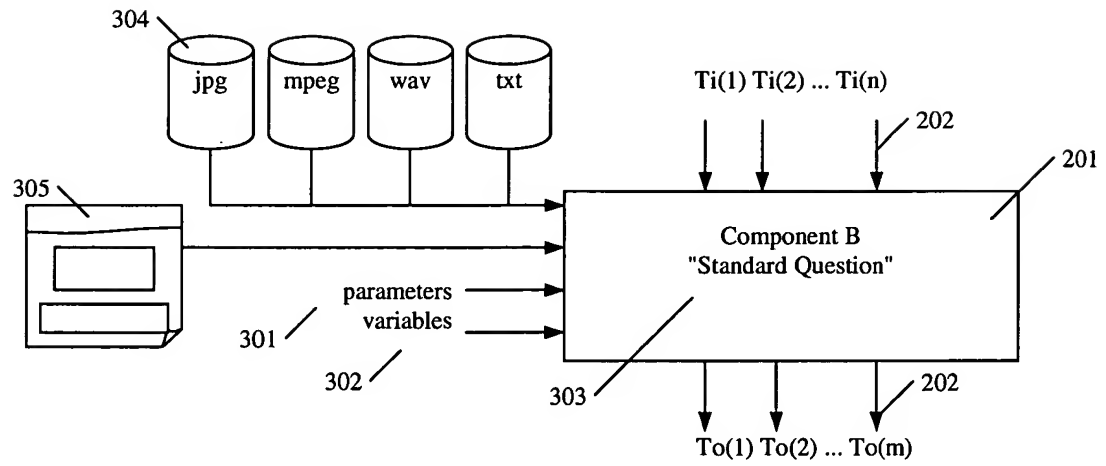 304
jpg mpeg wav txt
Ti(1) Ti(2) ... Ti(n)
202
201
305
Component B
"Standard Question"
parameters
variables
301
302
303
202
To(1) To(2) ... To(m)